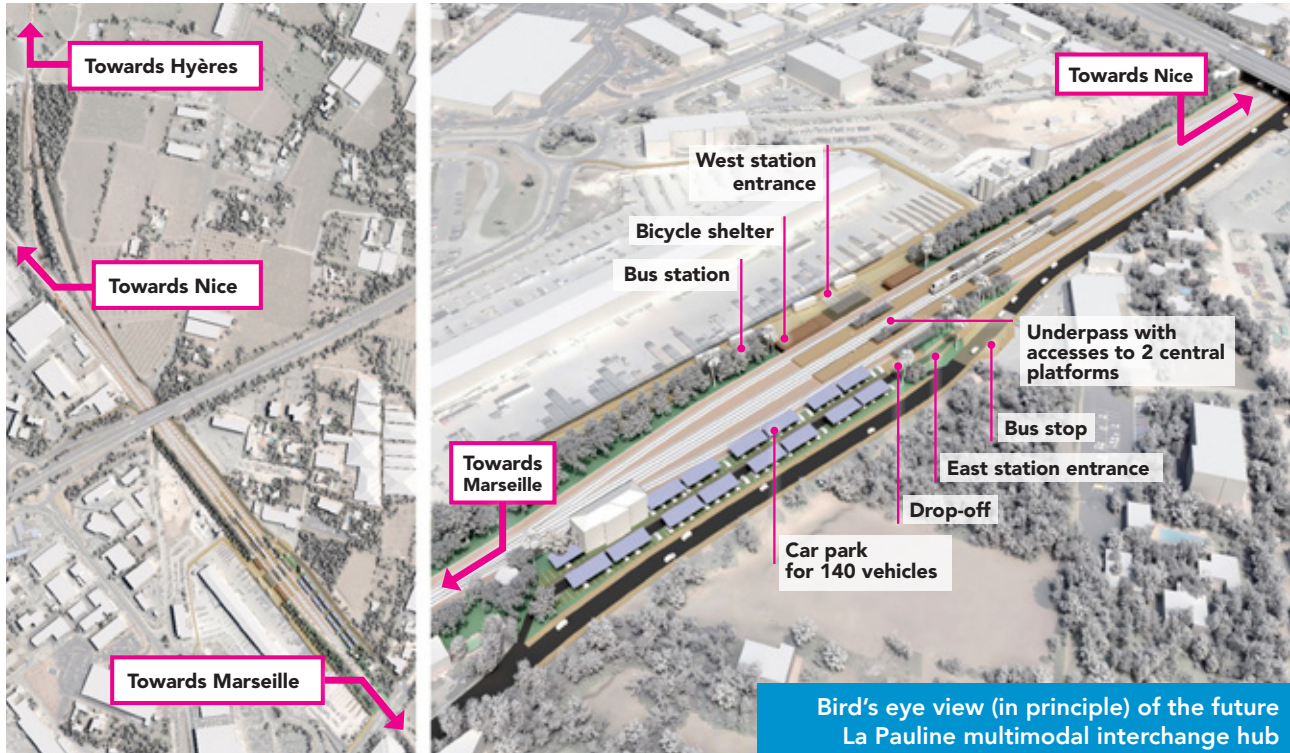 Towards Hyères
Towards Nice
Towards Marseille
Towards Nice
West station
entrance
Bicycle shelter
Bus station
Underpass with
accesses to 2 central
platforms
Bus stop
East station entrance
Drop-off
Car park
for 140 vehicles
Towards
Marseille
Bird's eye view (in principle) of the future
La Pauline multimodal interchange hub